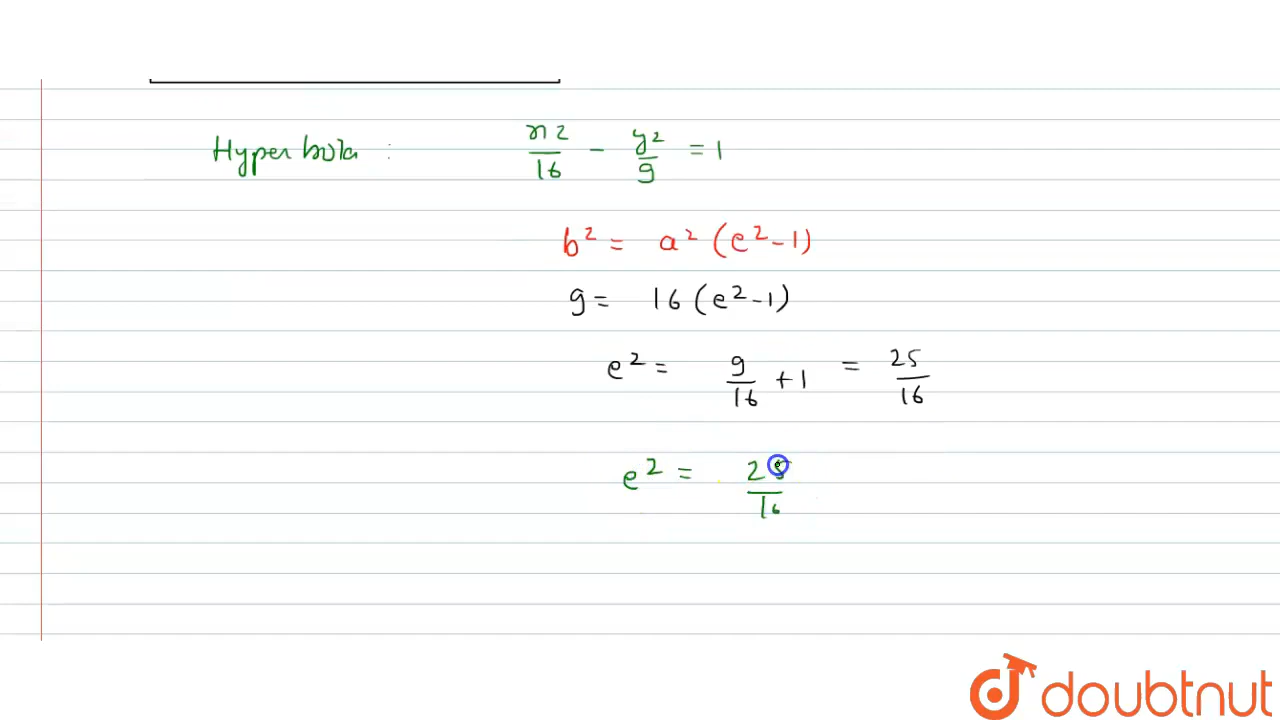 Hyperbola : x²/16 - y²/9 = 1
b² = a² (e² - 1)
9 = 16 (e² - 1)
e² = 9/16 + 1 = 25/16
e² = 25/16
doubtnut